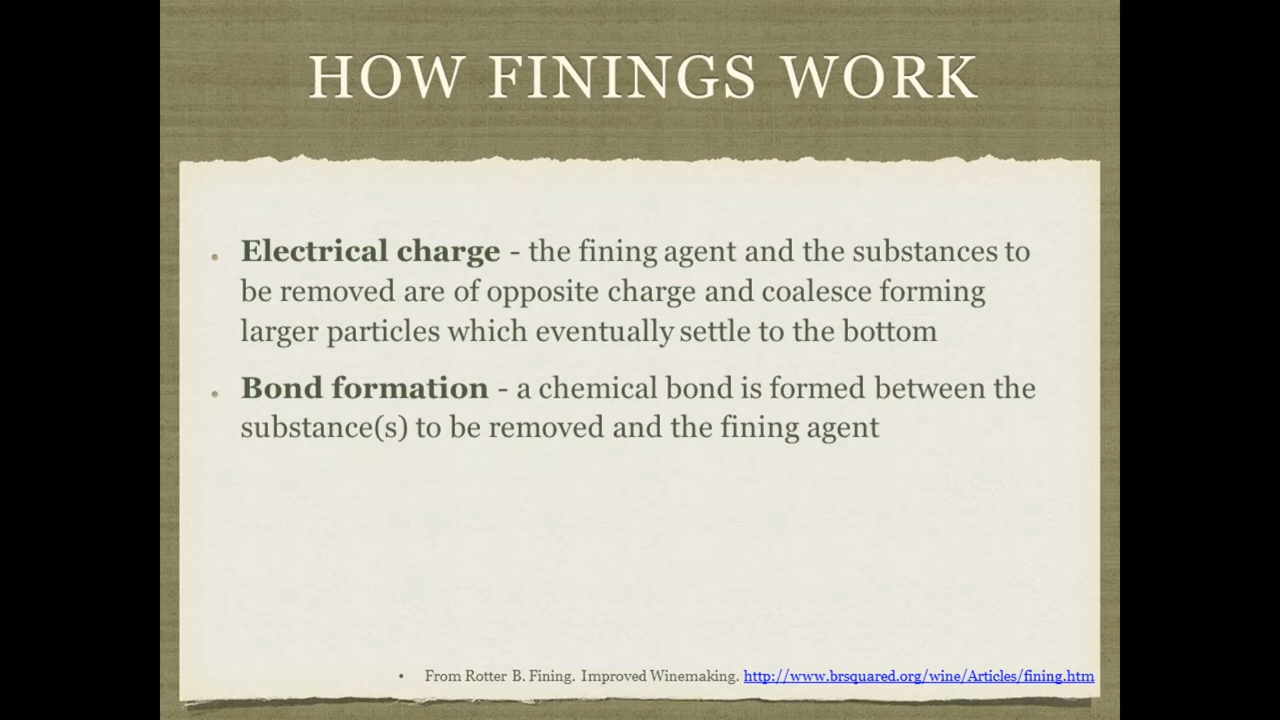 HOW FININGS WORK
• Electrical charge - the fining agent and the substances to
be removed are of opposite charge and coalesce forming
larger particles which eventually settle to the bottom
• Bond formation - a chemical bond is formed between the
substance(s) to be removed and the fining agent
• From Rotter B. Fining. Improved Winemaking. http://www.brsquared.org/wine/Articles/fining.htm